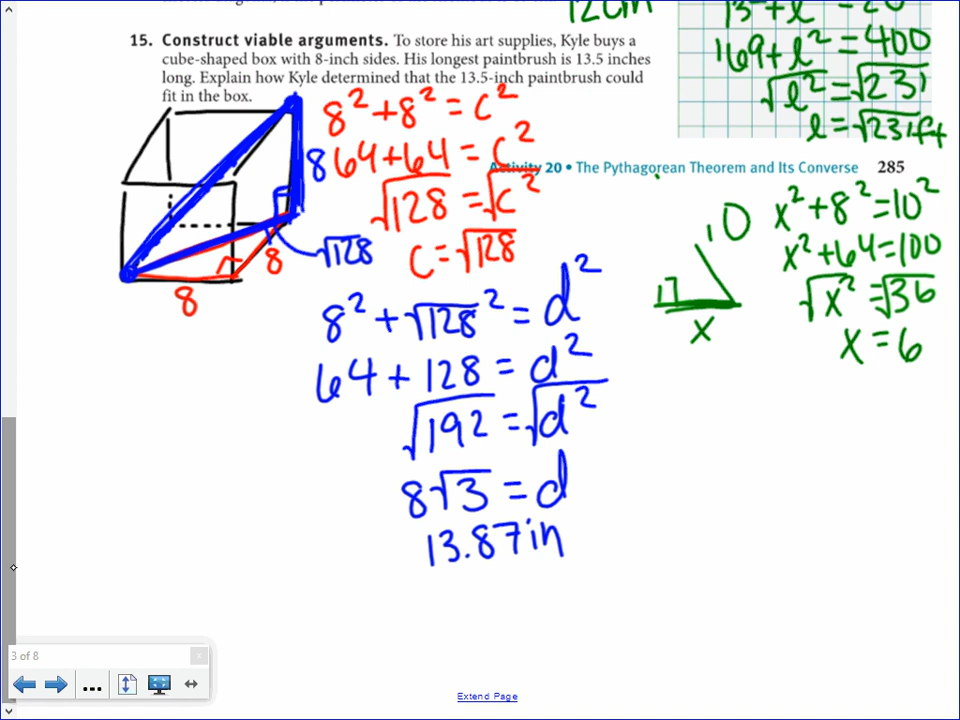 12cm
169 + l² = 400
√l² = √231
l = √231 ft
15. Construct viable arguments. To store his art supplies, Kyle buys a
cube-shaped box with 8-inch sides. His longest paintbrush is 13.5 inches
long. Explain how Kyle determined that the 13.5-inch paintbrush could
fit in the box.
8² + 8² = c²
64 + 64 = c²
√128 = √c²
c = √128
8
8
8
√128
Activity 20 • The Pythagorean Theorem and Its Converse 285
8² + √128² = d²
64 + 128 = d²
√192 = √d²
8√3 = d
13.87in
10
x
x² + 8² = 10²
x² + 64 = 100
√x² = √36
x = 6
3 of 8
...
Extend Page